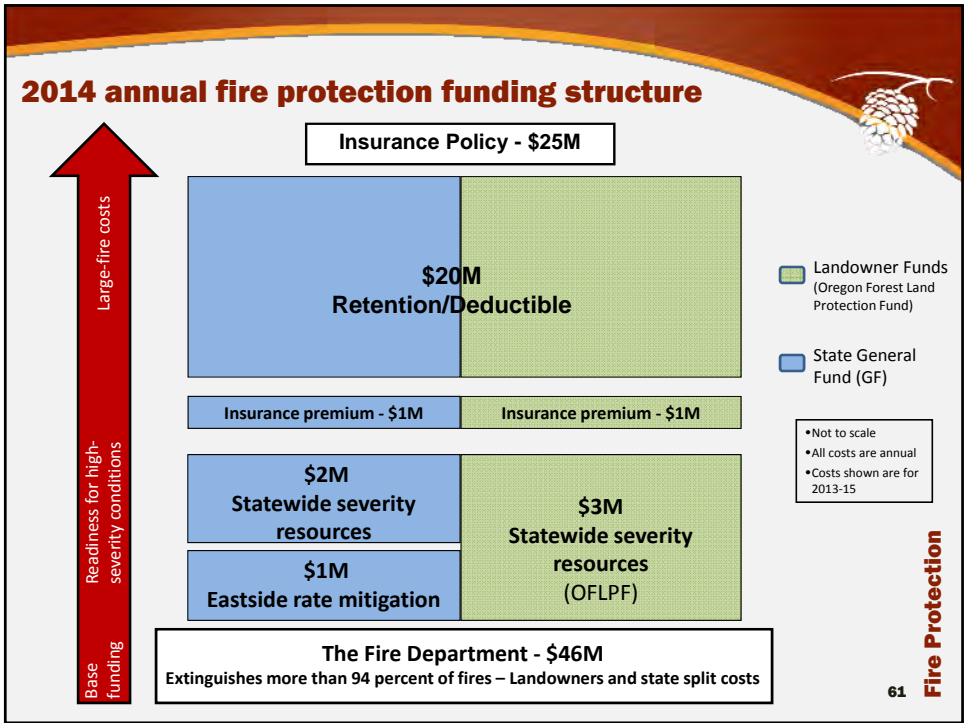 2014 annual fire protection funding structure
Insurance Policy - $25M
Large-fire costs
$20M
Retention/Deductible
Landowner Funds
(Oregon Forest Land
Protection Fund)
State General
Fund (GF)
Insurance premium - $1M
Insurance premium - $1M
•Not to scale
•All costs are annual
•Costs shown are for
2013-15
Readiness for high-
severity conditions
$2M
Statewide severity
resources
$1M
Eastside rate mitigation
$3M
Statewide severity
resources
(OFLPF)
Base
funding
The Fire Department - $46M
Extinguishes more than 94 percent of fires – Landowners and state split costs
61
Fire Protection